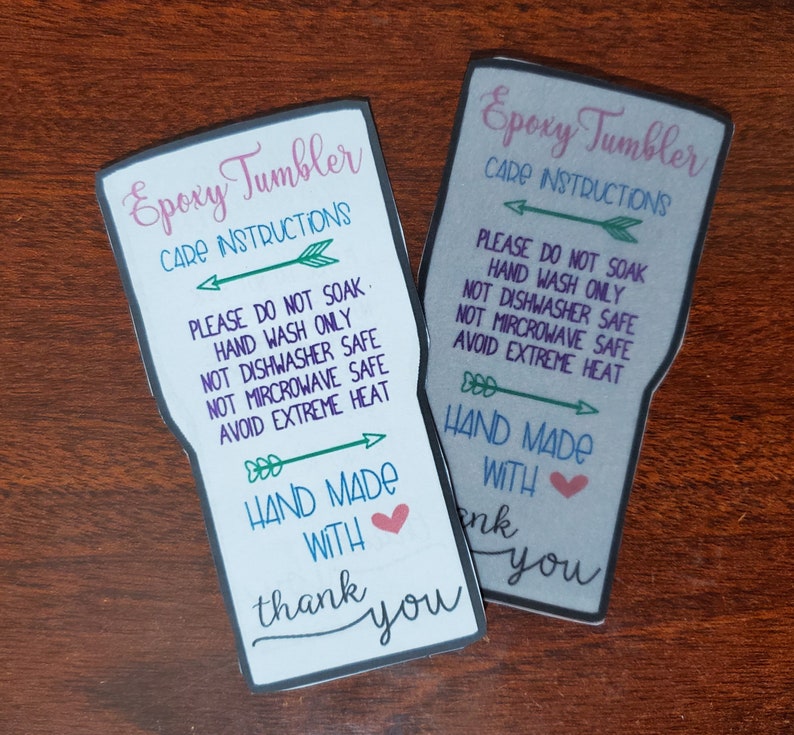 Epoxy Tumbler
CARE INSTRUCTIONS
PLEASE DO NOT SOAK
HAND WASH ONLY
NOT DISHWASHER SAFE
NOT MIRCROWAVE SAFE
AVOID EXTREME HEAT
HAND MADE
WITH
thank
you
Epoxy Tumbler
CARE INSTRUCTIONS
PLEASE DO NOT SOAK
HAND WASH ONLY
NOT DISHWASHER SAFE
NOT MIRCROWAVE SAFE
AVOID EXTREME HEAT
HAND MADE
WITH
ank
you